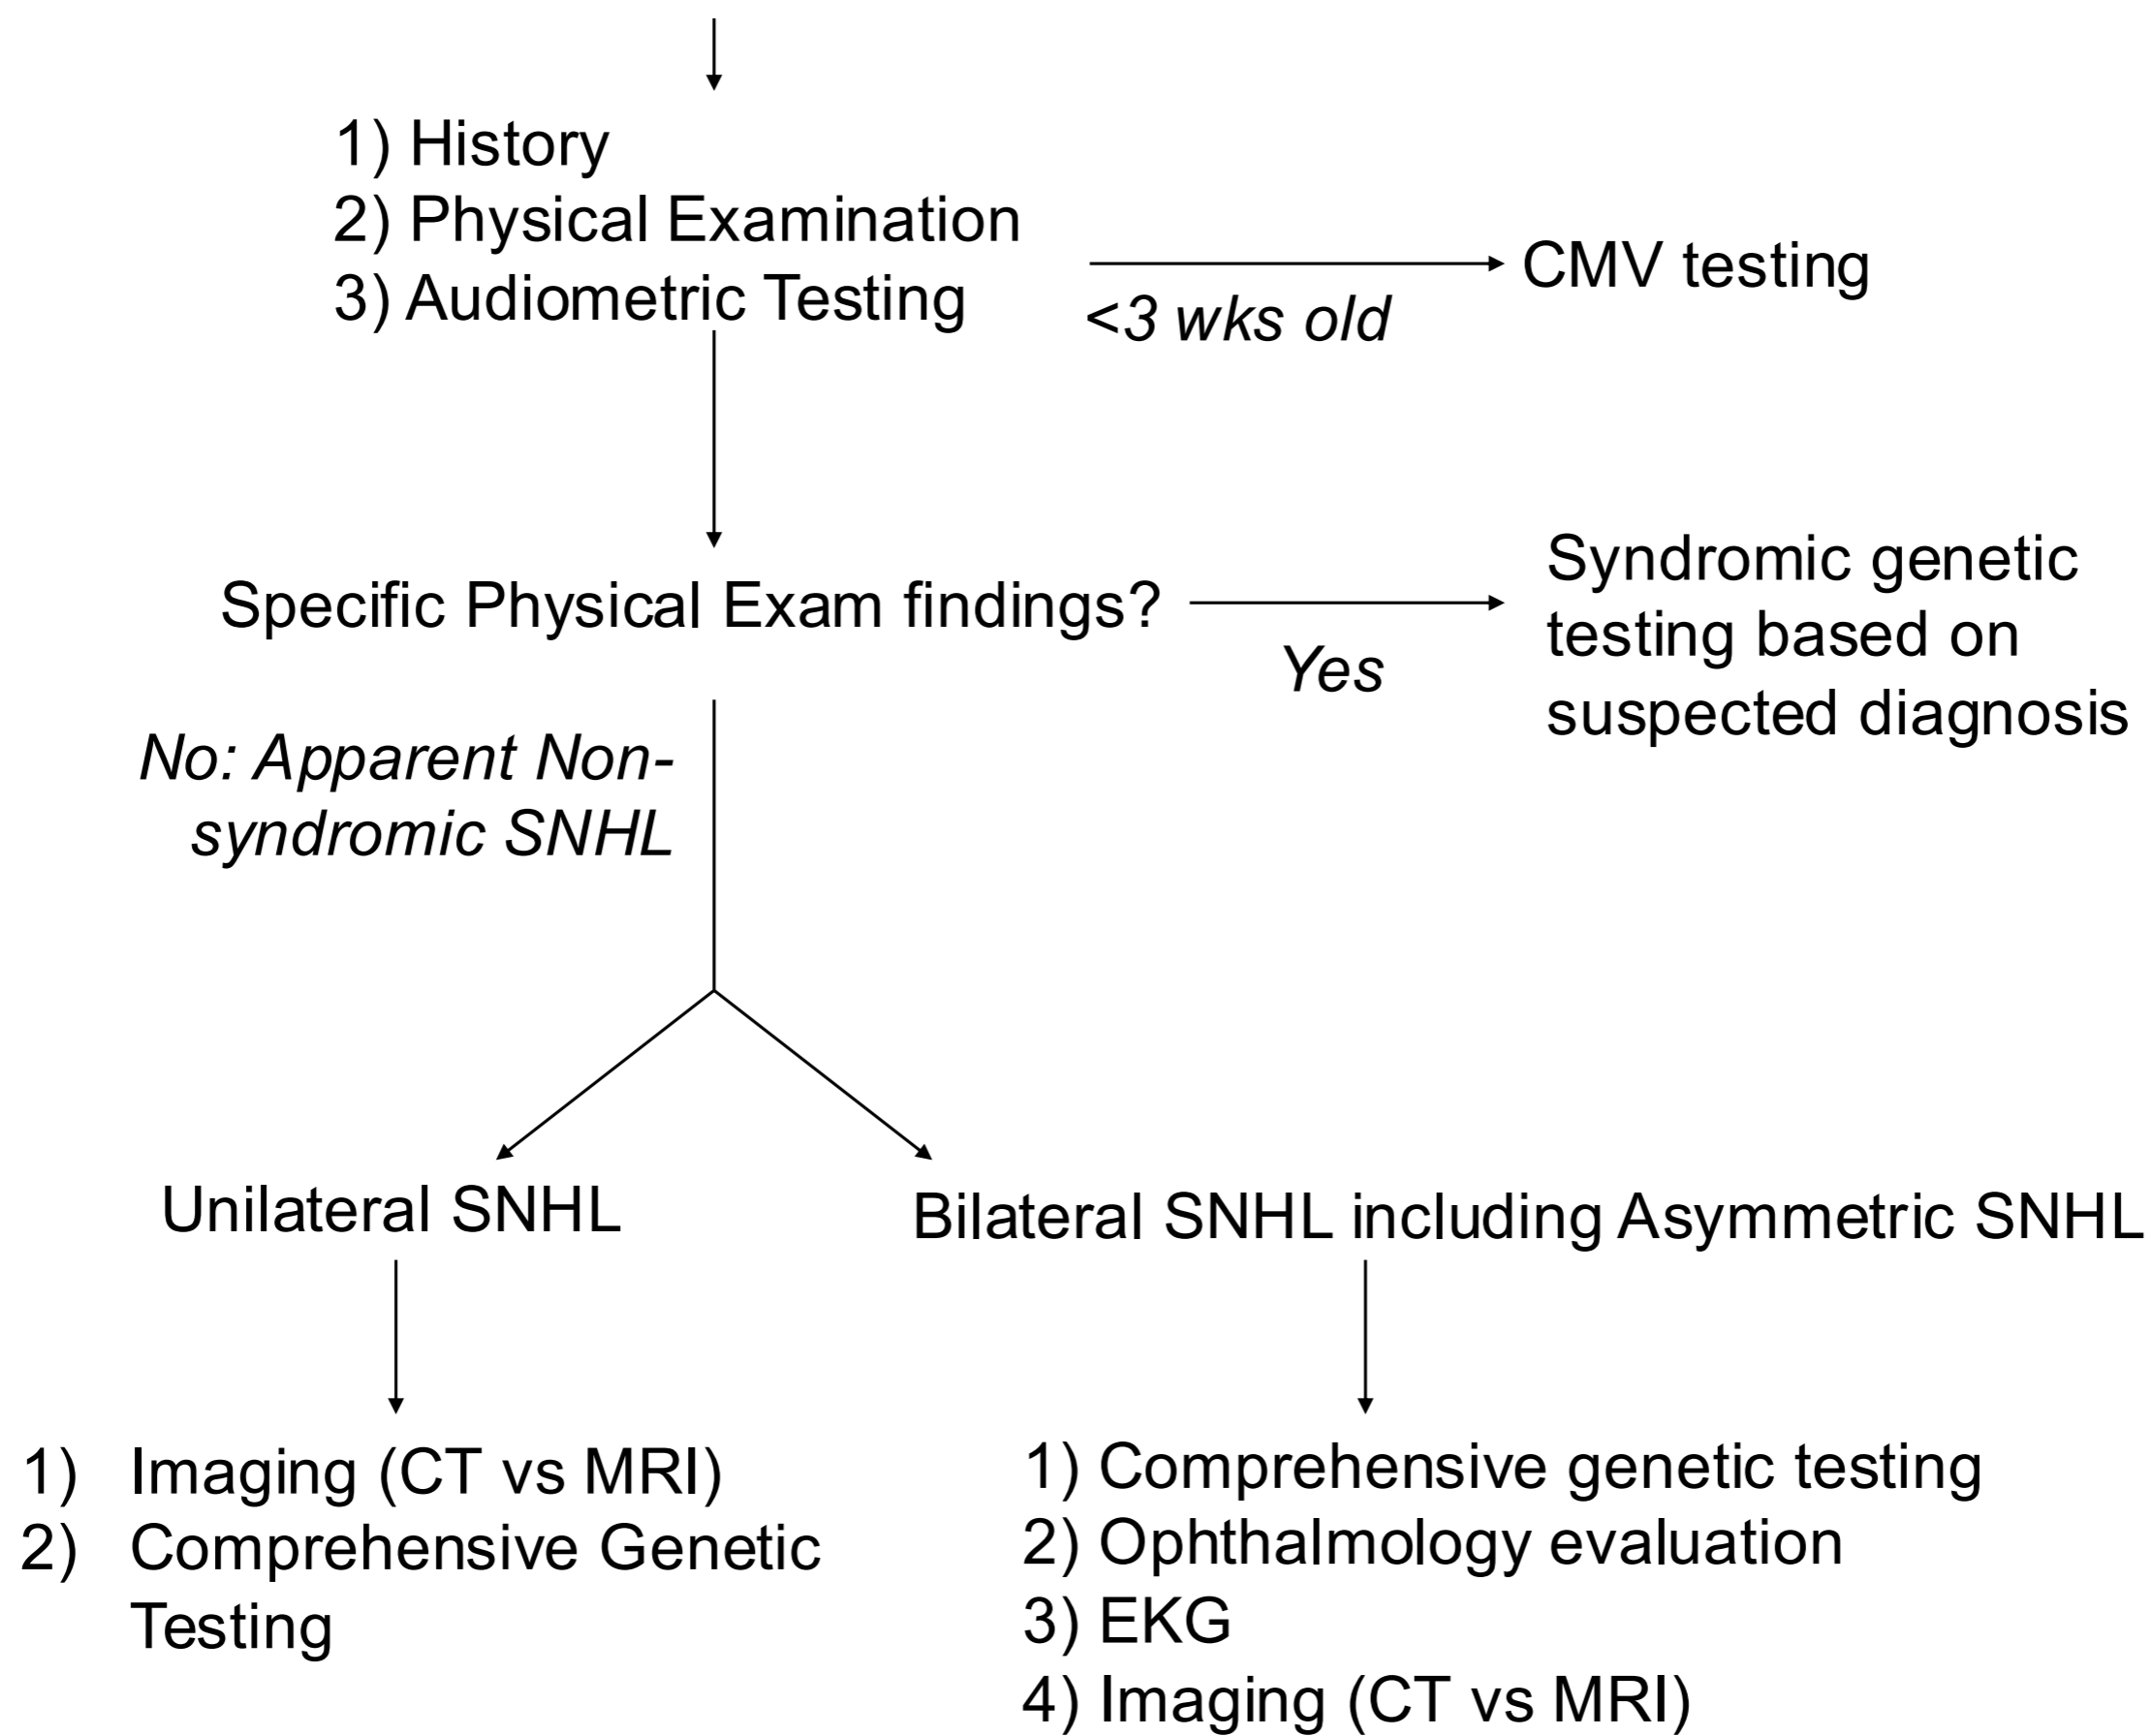 1) History
2) Physical Examination
3) Audiometric Testing
<3 wks old
CMV testing
Specific Physical Exam findings?
Yes
Syndromic genetic
testing based on
suspected diagnosis
No: Apparent Non-
syndromic SNHL
Unilateral SNHL
Bilateral SNHL including Asymmetric SNHL
1) Imaging (CT vs MRI)
2) Comprehensive Genetic
Testing
1) Comprehensive genetic testing
2) Ophthalmology evaluation
3) EKG
4) Imaging (CT vs MRI)